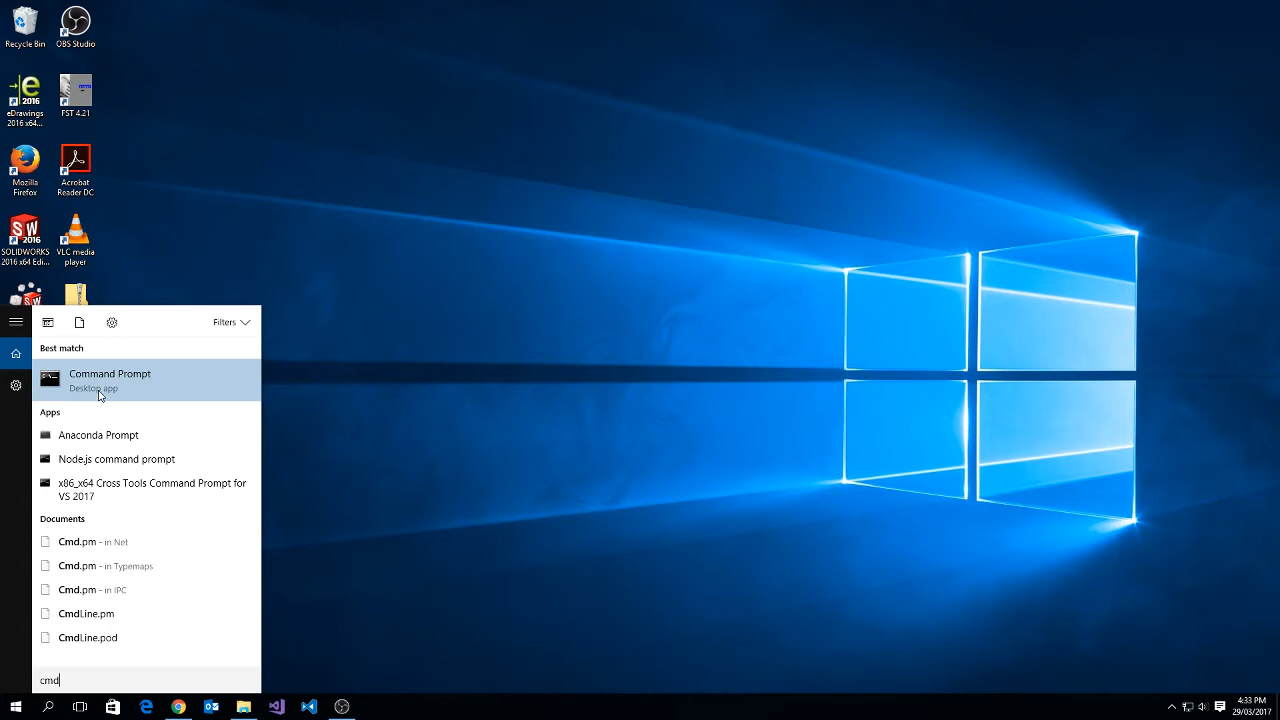 Recycle Bin
OBS Studio
eDrawings
2016 x64...
FST 4.21
Mozilla
Firefox
Acrobat
Reader DC
SOLIDWORKS
2016 x64 Edi...
VLC media
player
Filters
Best match
Command Prompt
Desktop app
Apps
Anaconda Prompt
Node.js command prompt
x86_x64 Cross Tools Command Prompt for
VS 2017
Documents
Cmd.pm - in Net
Cmd.pm - in Typemaps
Cmd.pm - in IPC
CmdLine.pm
CmdLine.pod
cmd
4:33 PM
29/03/2017